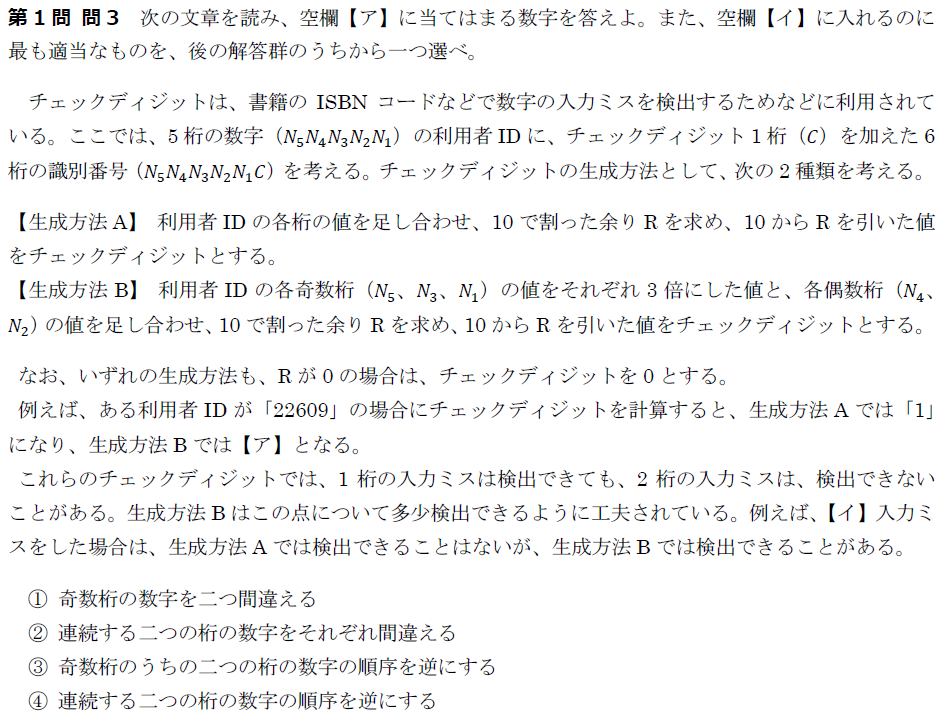 第１問 問３　次の文章を読み、空欄【ア】に当てはまる数字を答えよ。また、空欄【イ】に入れるのに
最も適当なものを、後の解答群のうちから一つ選べ。
チェックディジットは、書籍の ISBN コードなどで数字の入力ミスを検出するためなどに利用されて
いる。ここでは、5 桁の数字（N₅N₄N₃N₂N₁）の利用者 ID に、チェックディジット 1 桁（C）を加えた 6
桁の識別番号（N₅N₄N₃N₂N₁C）を考える。チェックディジットの生成方法として、次の 2 種類を考える。
【生成方法 A】　利用者 ID の各桁の値を足し合わせ、10 で割った余り R を求め、10 から R を引いた値
をチェックディジットとする。
【生成方法 B】　利用者 ID の各奇数桁（N₅、N₃、N₁）の値をそれぞれ 3 倍にした値と、各偶数桁（N₄、
N₂）の値を足し合わせ、10 で割った余り R を求め、10 から R を引いた値をチェックディジットとする。
なお、いずれの生成方法も、R が 0 の場合は、チェックディジットを 0 とする。
例えば、ある利用者 ID が「22609」の場合にチェックディジットを計算すると、生成方法 A では「1」
になり、生成方法 B では【ア】となる。
これらのチェックディジットでは、1 桁の入力ミスは検出できても、2 桁の入力ミスは、検出できない
ことがある。生成方法 B はこの点について多少検出できるように工夫されている。例えば、【イ】入力ミ
スをした場合は、生成方法 A では検出できることはないが、生成方法 B では検出できることがある。
① 奇数桁の数字を二つ間違える
② 連続する二つの桁の数字をそれぞれ間違える
③ 奇数桁のうちの二つの桁の数字の順序を逆にする
④ 連続する二つの桁の数字の順序を逆にする